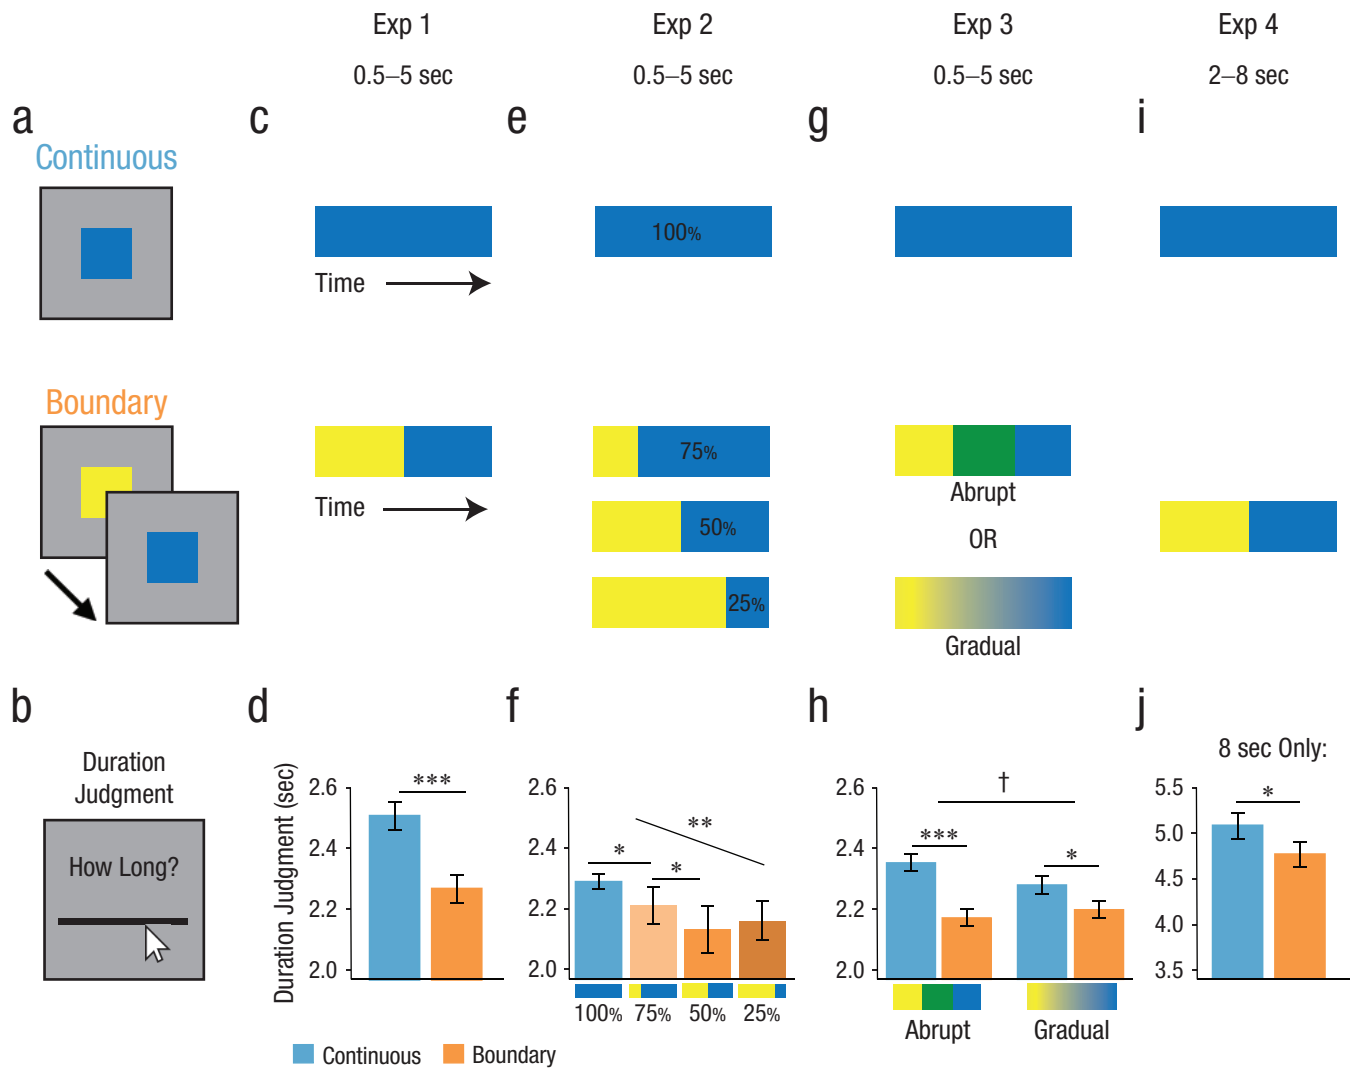 Exp 1
Exp 2
Exp 3
Exp 4
0.5–5 sec
0.5–5 sec
0.5–5 sec
2–8 sec
a
c
e
g
i
Continuous
100%
Time
Boundary
75%
Time
50%
25%
Abrupt
OR
Gradual
b
d
f
h
j
Duration
Judgment
How Long?
Duration Judgment (sec)
2.6
2.4
2.2
2.0
***
2.6
2.4
2.2
2.0
*
*
**
100%
75%
50%
25%
2.6
2.4
2.2
2.0
***
†
*
Abrupt
Gradual
8 sec Only:
5.5
5.0
4.5
4.0
3.5
*
Continuous
Boundary